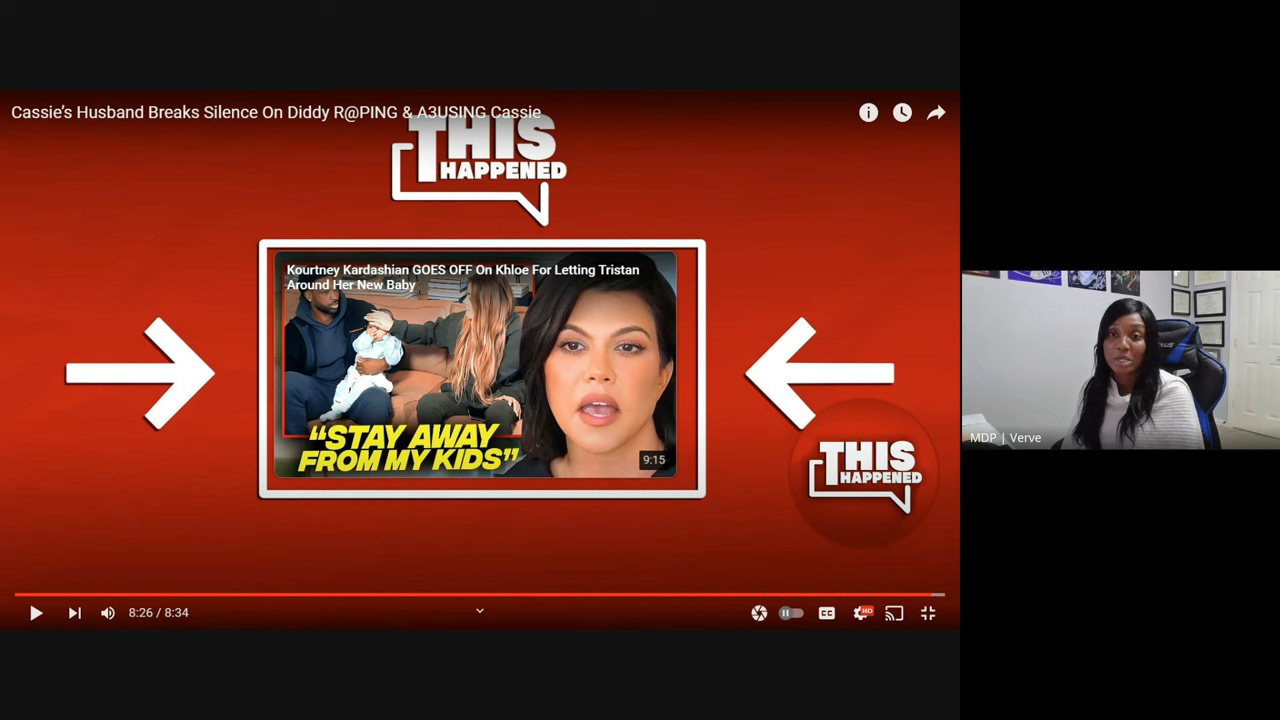 Cassie’s Husband Breaks Silence On Diddy R@PING & A3USING Cassie
THIS
HAPPENED
Kourtney Kardashian GOES OFF On Khloe For Letting Tristan
Around Her New Baby
“STAY AWAY
FROM MY KIDS”
9:15
THIS
HAPPENED
MDP | Verve
8:26 / 8:34
CC
HD